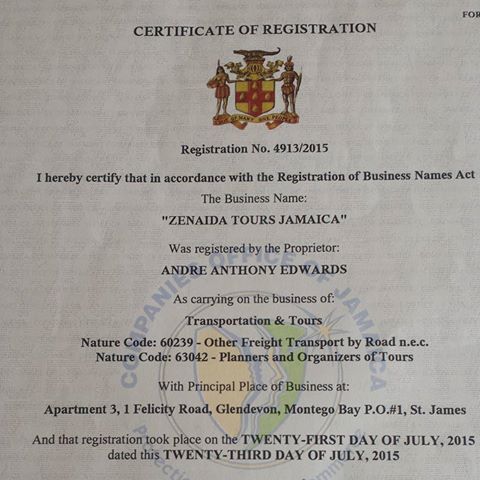 FOR
CERTIFICATE OF REGISTRATION
Registration No. 4913/2015
I hereby certify that in accordance with the Registration of Business Names Act
The Business Name:
"ZENAIDA TOURS JAMAICA"
Was registered by the Proprietor:
ANDRE ANTHONY EDWARDS
As carrying on the business of:
Transportation & Tours
Nature Code: 60239 - Other Freight Transport by Road n.e.c.
Nature Code: 63042 - Planners and Organizers of Tours
With Principal Place of Business at:
Apartment 3, 1 Felicity Road, Glendevon, Montego Bay P.O.#1, St. James
And that registration took place on the TWENTY-FIRST DAY OF JULY, 2015
dated this TWENTY-THIRD DAY OF JULY, 2015
COMPANIES OFFICE OF JAMAICA